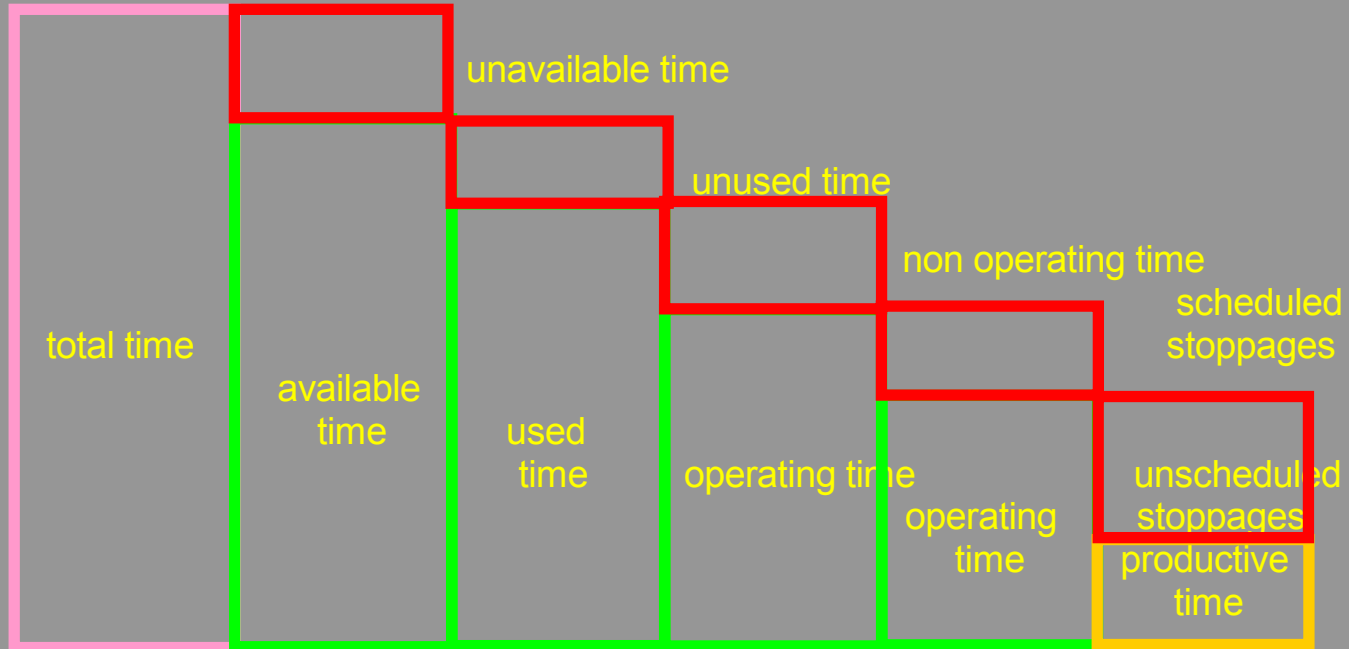 unavailable time
unused time
non operating time
scheduled
stoppages
total time
available
time
used
time
operating time
operating
time
unscheduled
stoppages
productive
time